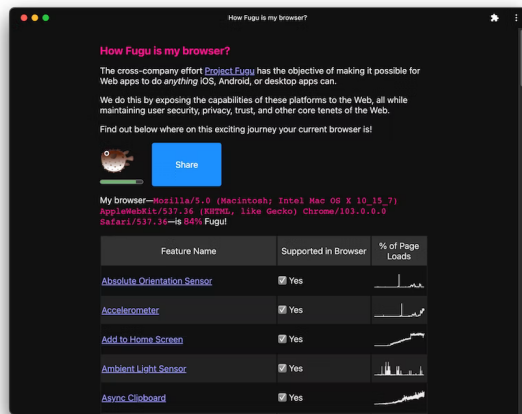 How Fugu is my browser?
How Fugu is my browser?
The cross-company effort Project Fugu has the objective of making it possible for
Web apps to do anything iOS, Android, or desktop apps can.
We do this by exposing the capabilities of these platforms to the Web, all while
maintaining user security, privacy, trust, and other core tenets of the Web.
Find out below where on this exciting journey your current browser is!
Share
My browser—Mozilla/5.0 (Macintosh; Intel Mac OS X 10_15_7)
AppleWebKit/537.36 (KHTML, like Gecko) Chrome/103.0.0.0
Safari/537.36—is 84% Fugu!
Feature Name Supported in Browser % of Page
Loads
Absolute Orientation Sensor Yes
Accelerometer Yes
Add to Home Screen Yes
Ambient Light Sensor Yes
Async Clipboard Yes